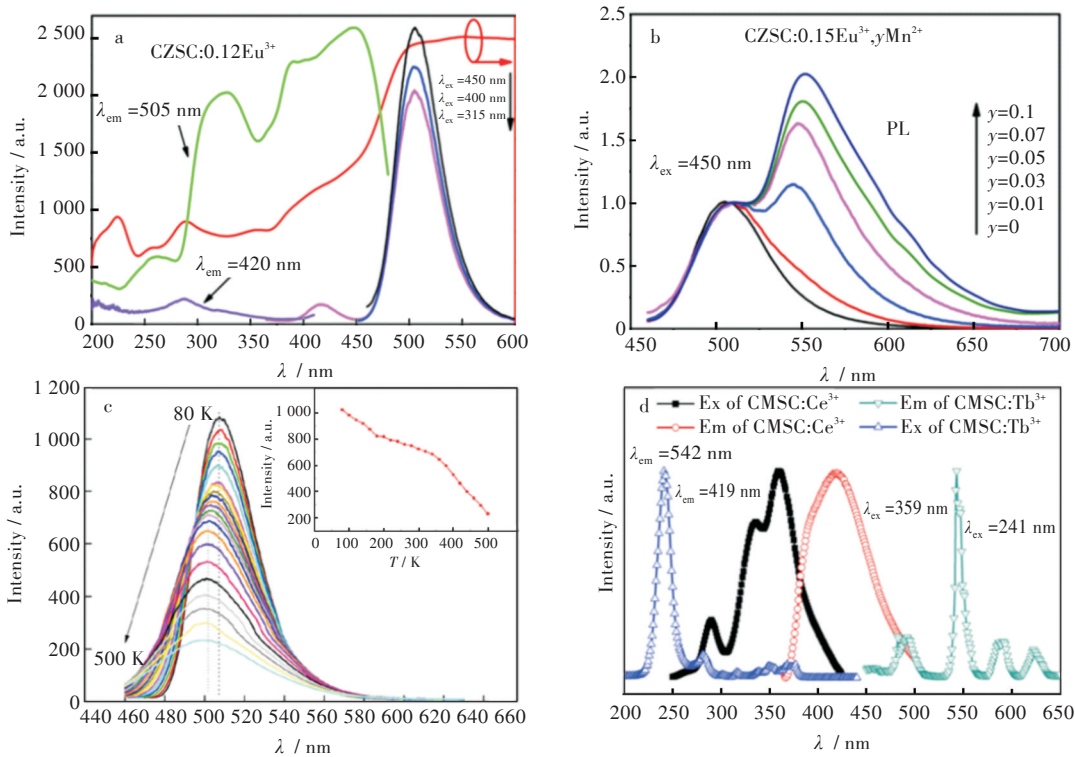 a
CZSC:0.12Eu³⁺
λem=505 nm
λem=420 nm
λex=450 nm
λex=400 nm
λex=315 nm
Intensity / a.u.
2 500
2 000
1 500
1 000
500
0
200 250 300 350 400 450 500 550 600
λ / nm
b
CZSC:0.15Eu³⁺,yMn²⁺
PL
λex=450 nm
y=0.1
y=0.07
y=0.05
y=0.03
y=0.01
y=0
Intensity / a.u.
2.5
2.0
1.5
1.0
0.5
0
450 500 550 600 650 700
λ / nm
c
80 K
500 K
Intensity / a.u.
1 200
1 000
900
800
700
600
500
400
300
200
100
0
440 460 480 500 520 540 560 580 600 620 640 660
λ / nm
Intensity / a.u.
1 000
800
600
400
200
0 100 200 300 400 500
T / K
d
Ex of CMSC:Ce³⁺
Em of CMSC:Tb³⁺
Em of CMSC:Ce³⁺
Ex of CMSC:Tb³⁺
λem=542 nm
λem=419 nm
λex=359 nm
λex=241 nm
Intensity / a.u.
200 250 300 350 400 450 500 550 600 650
λ / nm